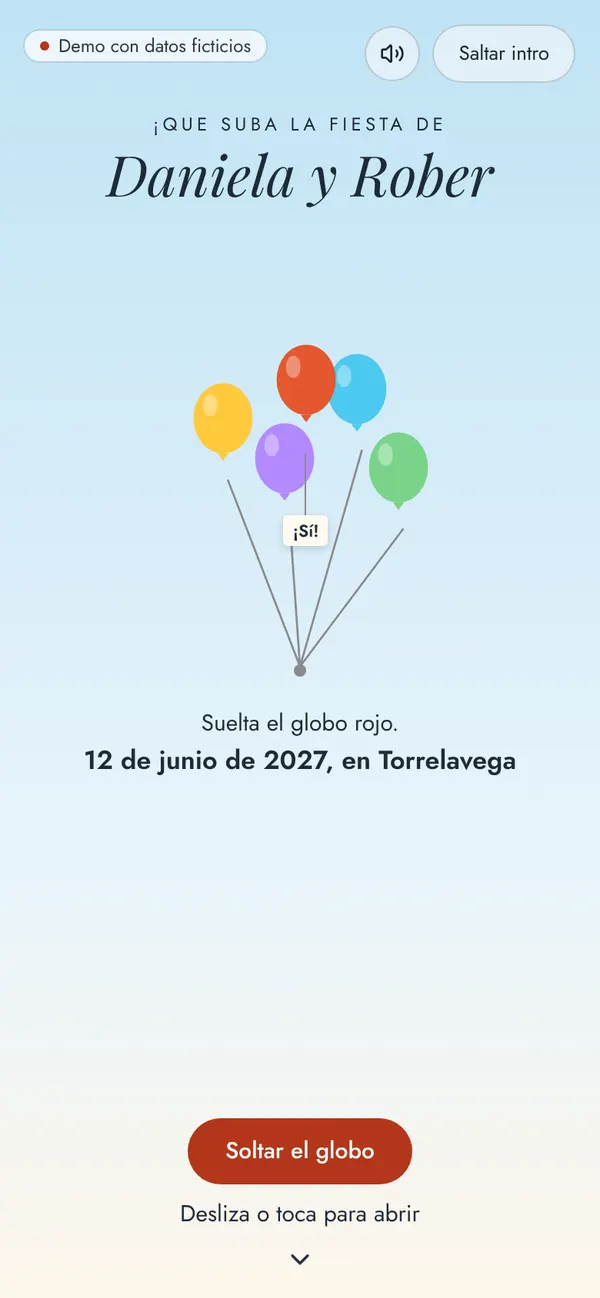 Demo con datos ficticios
Saltar intro
¡QUE SUBA LA FIESTA DE
Daniela y Rober
¡Sí!
Suelta el globo rojo.
12 de junio de 2027, en Torrelavega
Soltar el globo
Desliza o toca para abrir